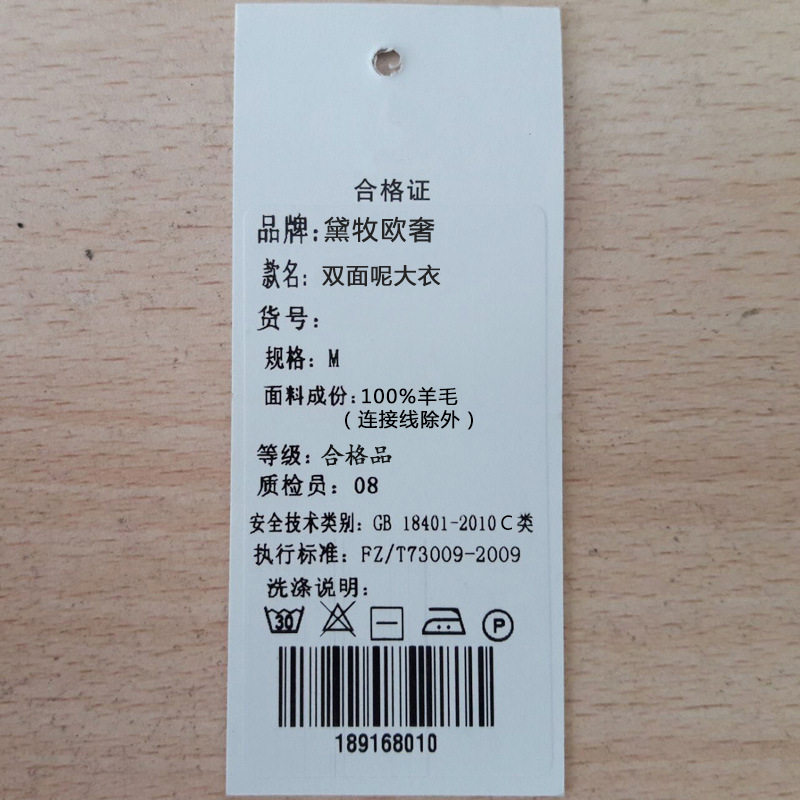 合格证
品牌:黛牧欧奢
款名: 双面呢大衣
货号:
规格: M
面料成份:100%羊毛
(连接线除外)
等级: 合格品
质检员: 08
安全技术类别: GB 18401-2010 C类
执行标准: FZ/T73009-2009
洗涤说明:
30
P
189168010